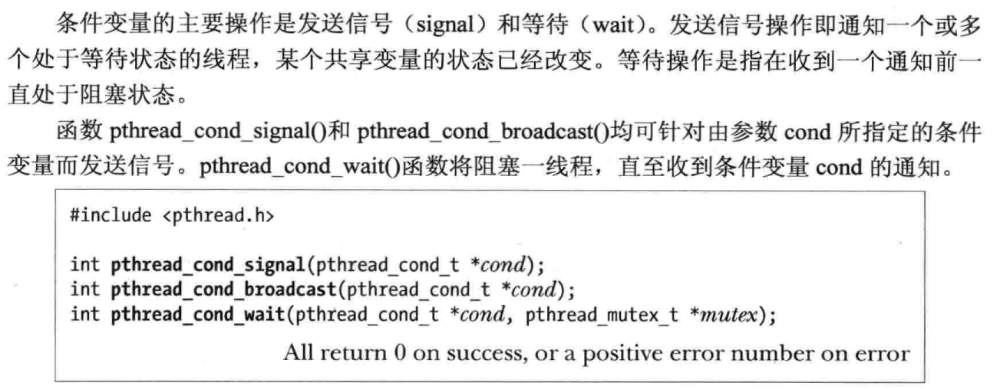 条件变量的主要操作是发送信号（signal）和等待（wait）。发送信号操作即通知一个或多
个处于等待状态的线程，某个共享变量的状态已经改变。等待操作是指在收到一个通知前一
直处于阻塞状态。
函数 pthread_cond_signal()和 pthread_cond_broadcast()均可针对由参数 cond 所指定的条件
变量而发送信号。pthread_cond_wait()函数将阻塞一线程，直至收到条件变量 cond 的通知。
#include <pthread.h>
int pthread_cond_signal(pthread_cond_t *cond);
int pthread_cond_broadcast(pthread_cond_t *cond);
int pthread_cond_wait(pthread_cond_t *cond, pthread_mutex_t *mutex);
All return 0 on success, or a positive error number on error